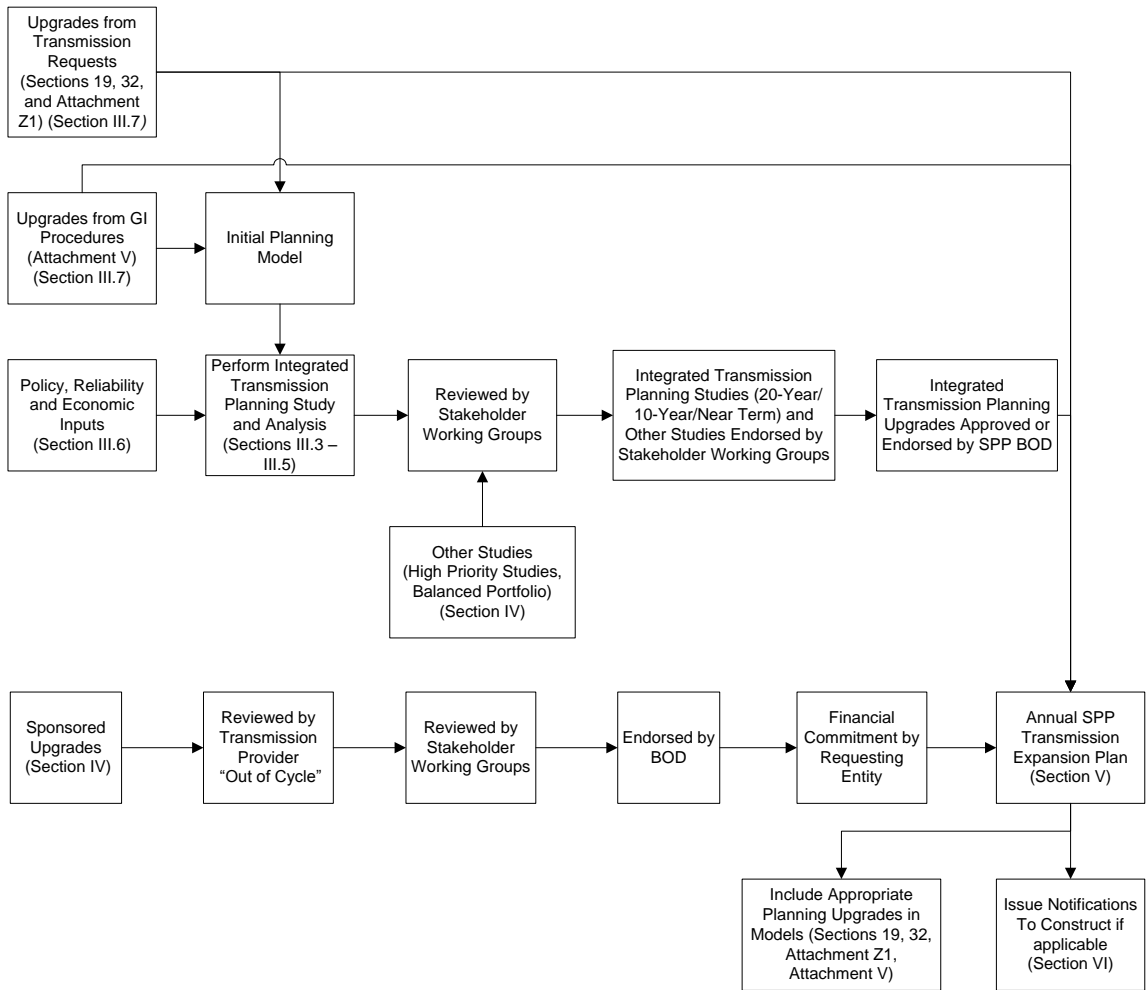 Upgrades from
Transmission
Requests
(Sections 19, 32,
and Attachment
Z1) (Section III.7)
Upgrades from GI
Procedures
(Attachment V)
(Section III.7)
Initial Planning
Model
Policy, Reliability
and Economic
Inputs
(Section III.6)
Perform Integrated
Transmission
Planning Study
and Analysis
(Sections III.3 –
III.5)
Reviewed by
Stakeholder
Working Groups
Integrated Transmission
Planning Studies (20-Year/
10-Year/Near Term) and
Other Studies Endorsed by
Stakeholder Working Groups
Integrated
Transmission Planning
Upgrades Approved or
Endorsed by SPP BOD
Other Studies
(High Priority Studies,
Balanced Portfolio)
(Section IV)
Sponsored
Upgrades
(Section IV)
Reviewed by
Transmission
Provider
“Out of Cycle”
Reviewed by
Stakeholder
Working Groups
Endorsed by
BOD
Financial
Commitment by
Requesting
Entity
Annual SPP
Transmission
Expansion Plan
(Section V)
Include Appropriate
Planning Upgrades in
Models (Sections 19, 32,
Attachment Z1,
Attachment V)
Issue Notifications
To Construct if
applicable
(Section VI)